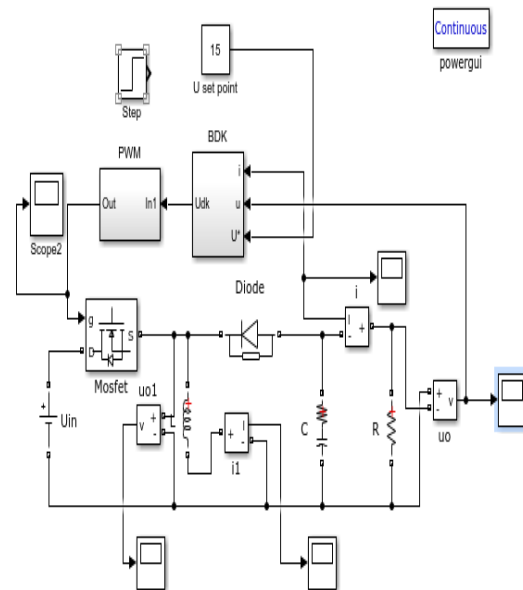 Continuous
powergui
15
U set point
Step
BDK
PWM
Out
In1
Udk
i
u
U*
Scope2
Diode
i
I
+
-
g
D
S
Mosfet
uo1
v
+
-
Uin
+
i1
+
-
I
C
R
+
-
v
uo